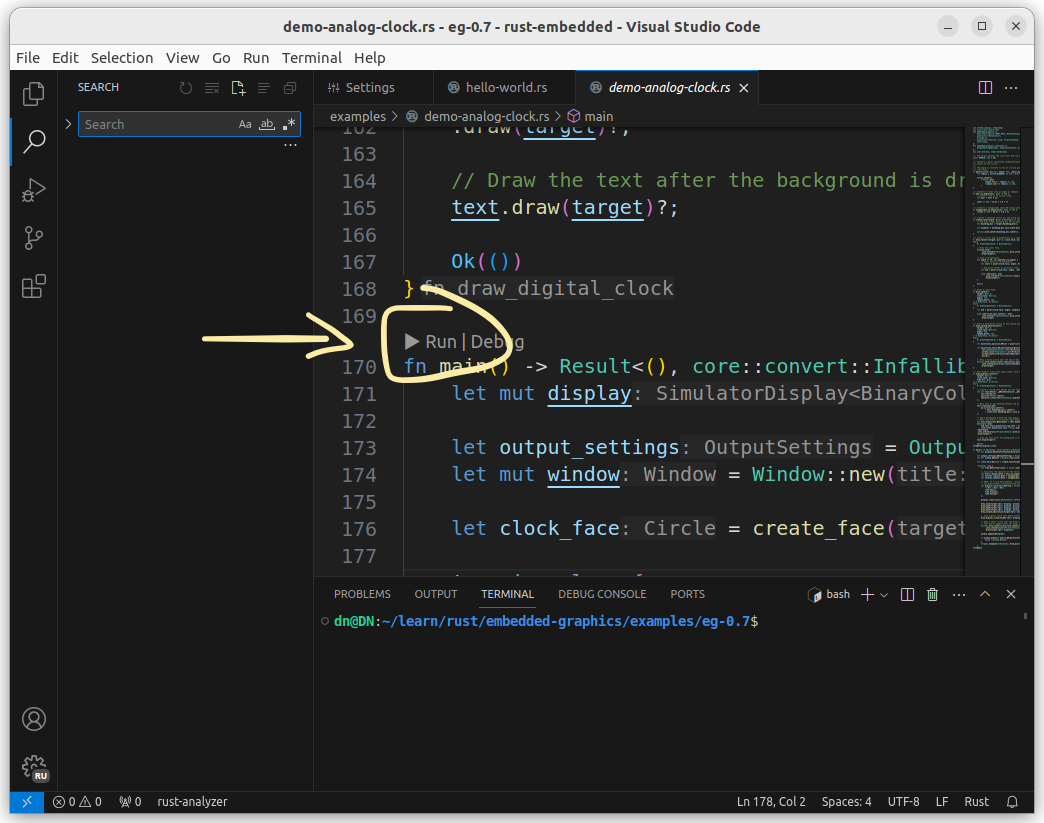 demo-analog-clock.rs - eg-0.7 - rust-embedded - Visual Studio Code
File Edit Selection View Go Run Terminal Help
SEARCH
Search
Aa ab .*
Settings
hello-world.rs
demo-analog-clock.rs
examples > demo-analog-clock.rs > main
162 .draw(target)?;
163
164 // Draw the text after the background is dr
165 text.draw(target)?;
166
167 Ok(())
168 } fn draw_digital_clock
169
Run | Debug
170 fn main() -> Result<(), core::convert::Infallib
171 let mut display: SimulatorDisplay<BinaryCol
172
173 let output_settings: OutputSettings = Outpu
174 let mut window: Window = Window::new(title:
175
176 let clock_face: Circle = create_face(target
177
PROBLEMS OUTPUT TERMINAL DEBUG CONSOLE PORTS
bash
dn@DN:~/learn/rust/embedded-graphics/examples/eg-0.7$
RU
0 0 0 rust-analyzer
Ln 178, Col 2 Spaces: 4 UTF-8 LF Rust